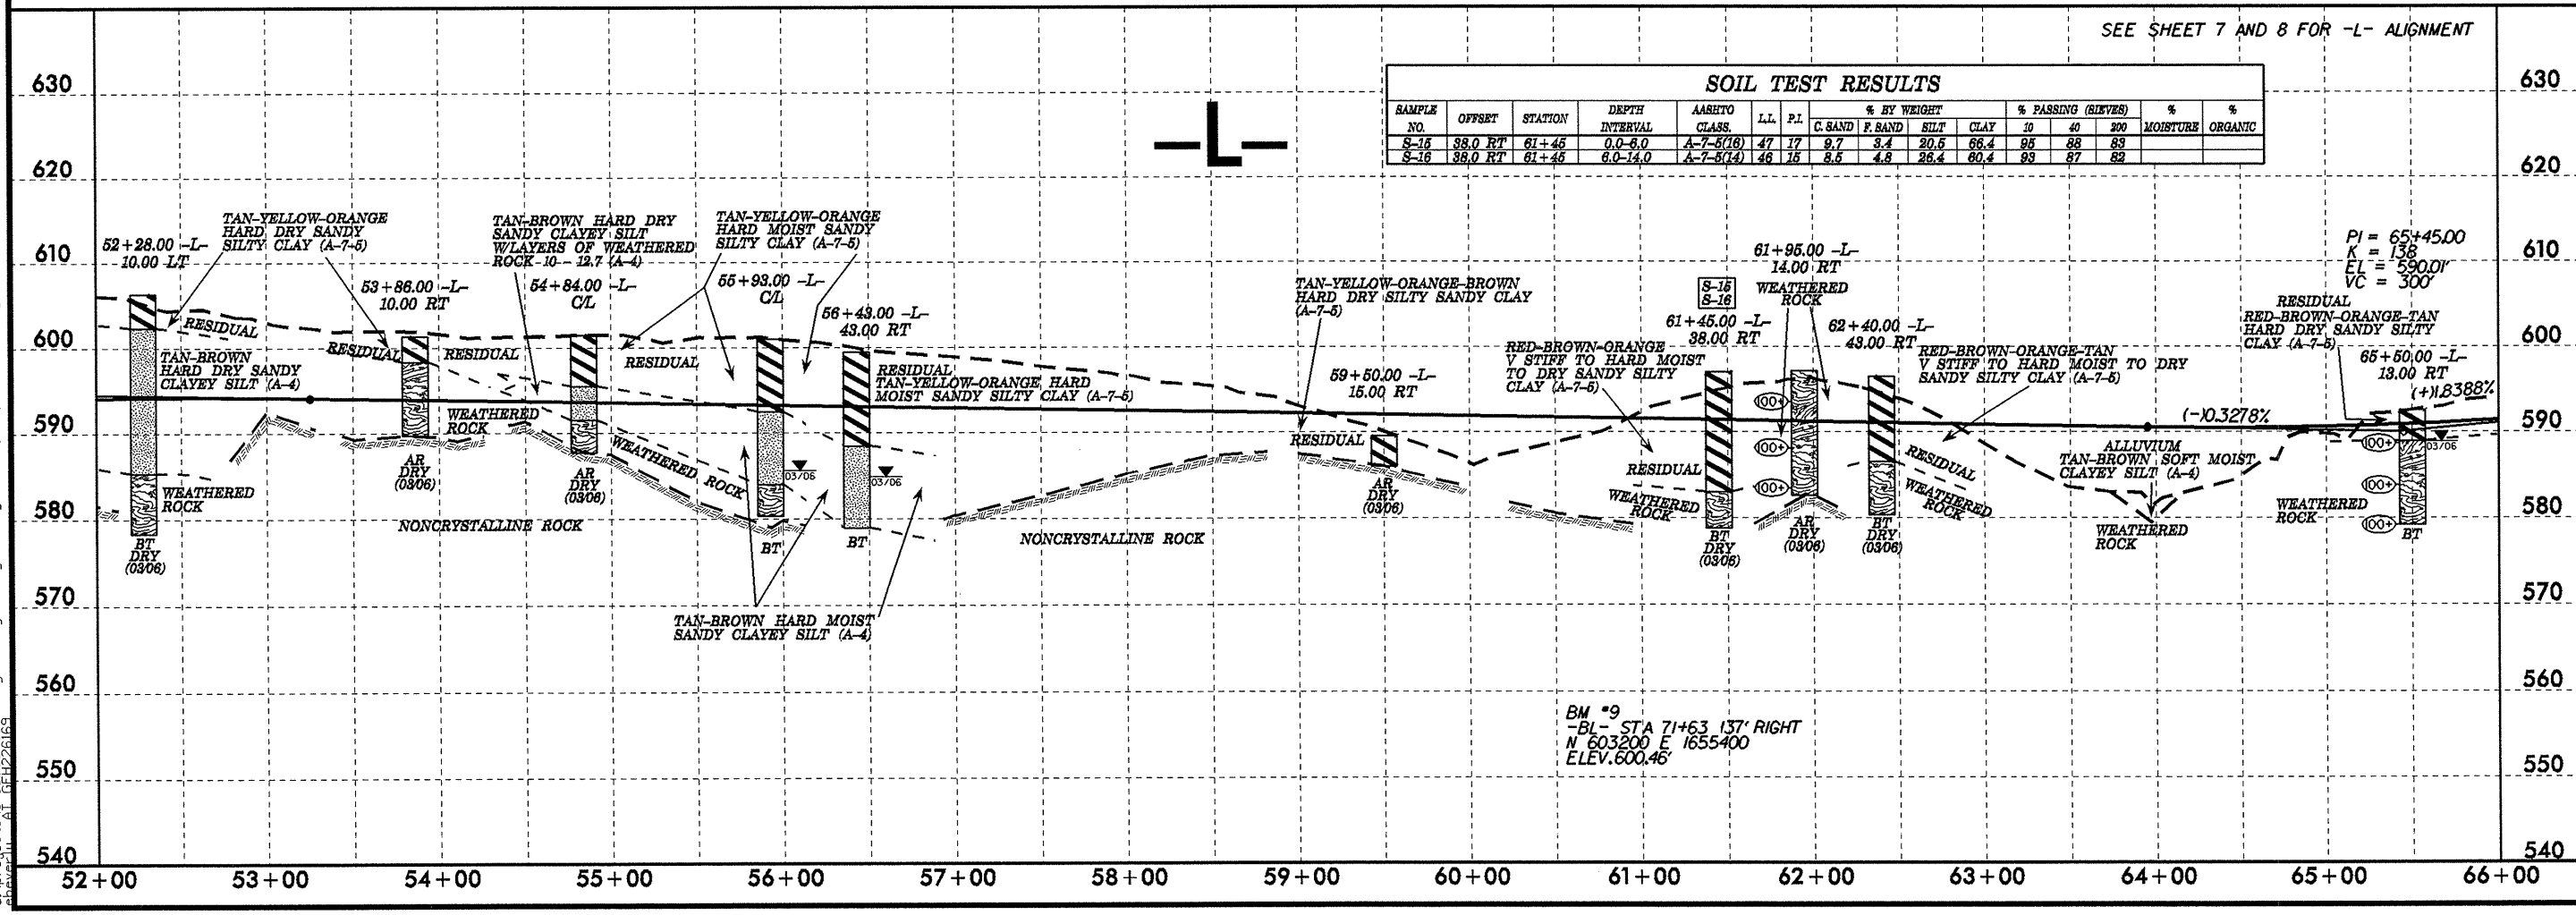 SEE SHEET 7 AND 8 FOR -L- ALIGNMENT
SOIL TEST RESULTS
SAMPLE NO. OFFSET STATION DEPTH INTERVAL AASHTO CLASS. L.L. P.I. % BY WEIGHT % PASSING (SIEVES) % MOISTURE % ORGANIC
C. SAND F. SAND SILT CLAY 10 40 200
S-15 38.0 RT 61+45 0.0-6.0 A-7-5(16) 47 17 9.7 3.4 20.5 66.4 95 88 83
S-16 38.0 RT 61+45 6.0-14.0 A-7-5(14) 46 15 8.5 4.8 26.4 60.4 93 87 82
-L-
630 630
620 620
610 610
600 600
590 590
580 580
570 570
560 560
550 550
540 540
52+28.00 -L-
10.00 LT
TAN-YELLOW-ORANGE
HARD DRY SANDY
SILTY CLAY (A-7-5)
RESIDUAL
TAN-BROWN
HARD DRY SANDY
CLAYEY SILT (A-4)
WEATHERED
ROCK
BT
DRY
(03/06)
53+86.00 -L-
10.00 RT
RESIDUAL
AR
DRY
(03/06)
NONCRYSTALLINE ROCK
TAN-BROWN HARD DRY
SANDY CLAYEY SILT
W/LAYERS OF WEATHERED
ROCK 10 - 12.7 (A-4)
54+84.00 -L-
C/L
RESIDUAL
WEATHERED
ROCK
AR
DRY
(03/06)
TAN-YELLOW-ORANGE
HARD MOIST SANDY
SILTY CLAY (A-7-5)
55+93.00 -L-
C/L
RESIDUAL
WEATHERED ROCK
03/06
BT
56+43.00 -L-
43.00 RT
RESIDUAL
TAN-YELLOW-ORANGE HARD
MOIST SANDY SILTY CLAY (A-7-5)
03/06
BT
TAN-BROWN HARD MOIST
SANDY CLAYEY SILT (A-4)
NONCRYSTALLINE ROCK
TAN-YELLOW-ORANGE-BROWN
HARD DRY SILTY SANDY CLAY
(A-7-5)
59+50.00 -L-
15.00 RT
RESIDUAL
AR
DRY
(03/06)
S-15
S-16
61+45.00 -L-
38.00 RT
RED-BROWN-ORANGE
V STIFF TO HARD MOIST
TO DRY SANDY SILTY
CLAY (A-7-5)
RESIDUAL
WEATHERED
ROCK
BT
DRY
(03/06)
61+95.00 -L-
14.00 RT
WEATHERED
ROCK
100+
100+
100+
AR
DRY
(03/06)
62+40.00 -L-
43.00 RT
RED-BROWN-ORANGE-TAN
V STIFF TO HARD MOIST TO DRY
SANDY SILTY CLAY (A-7-5)
RESIDUAL
WEATHERED
ROCK
BT
DRY
(03/06)
(-)0.3278%
ALLUVIUM
TAN-BROWN SOFT MOIST
CLAYEY SILT (A-4)
WEATHERED
ROCK
PI = 65+45.00
K = 138
EL = 590.01'
VC = 300'
RESIDUAL
RED-BROWN-ORANGE-TAN
HARD DRY SANDY SILTY
CLAY (A-7-5)
65+50.00 -L-
13.00 RT
(+)1.8388%
100+
100+
100+
03/06
WEATHERED
ROCK
BT
BM #9
-BL- STA 71+63 137' RIGHT
N 603200 E 1655400
ELEV.600.46'
52+00 53+00 54+00 55+00 56+00 57+00 58+00 59+00 60+00 61+00 62+00 63+00 64+00 65+00 66+00